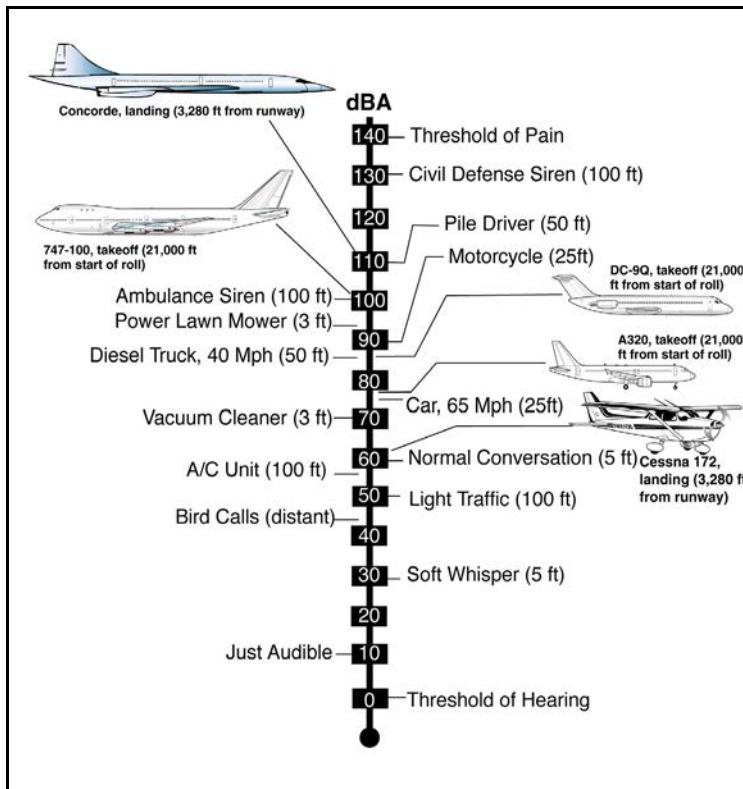 Concorde, landing (3,280 ft from runway)
dBA
140
Threshold of Pain
130
Civil Defense Siren (100 ft)
120
Pile Driver (50 ft)
110
Motorcycle (25ft)
747-100, takeoff (21,000 ft
from start of roll)
DC-9Q, takeoff (21,000
ft from start of roll)
Ambulance Siren (100 ft)
100
Power Lawn Mower (3 ft)
90
A320, takeoff (21,000
ft from start of roll)
Diesel Truck, 40 Mph (50 ft)
80
Car, 65 Mph (25ft)
Vacuum Cleaner (3 ft)
70
60
Normal Conversation (5 ft)
Cessna 172,
landing (3,280 ft
from runway)
A/C Unit (100 ft)
50
Light Traffic (100 ft)
Bird Calls (distant)
40
30
Soft Whisper (5 ft)
20
Just Audible
10
0
Threshold of Hearing